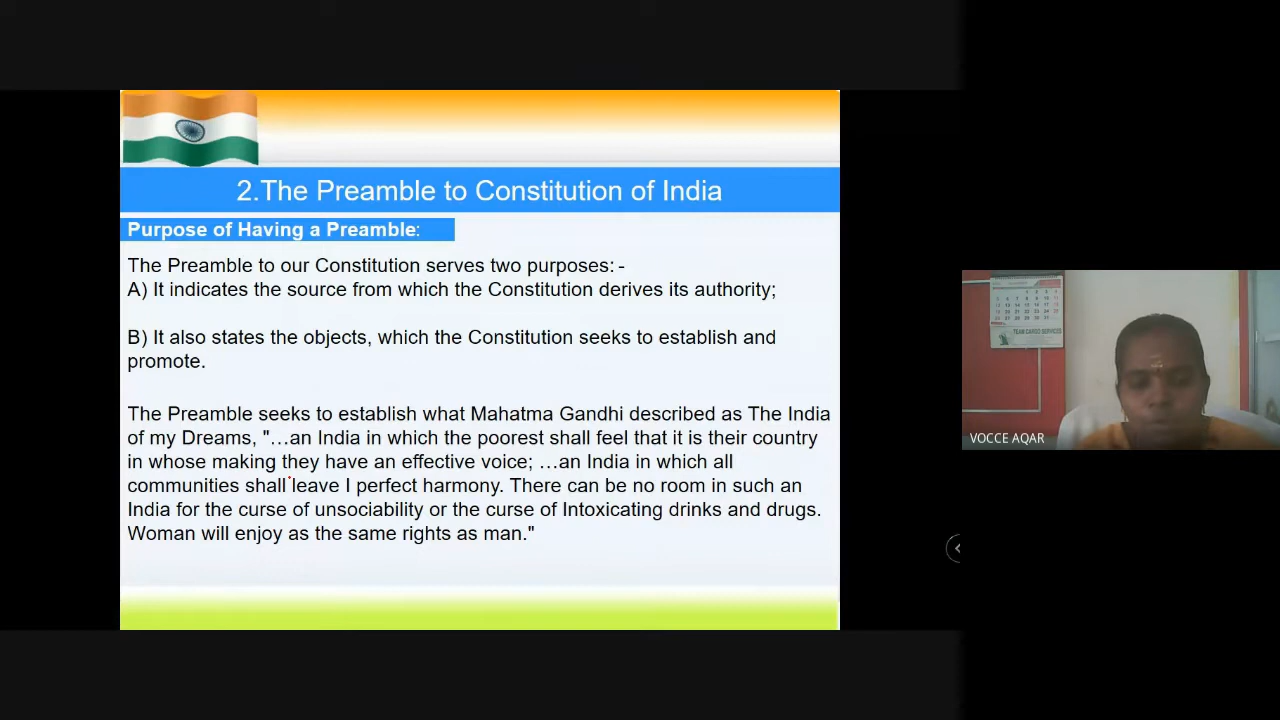 2.The Preamble to Constitution of India
Purpose of Having a Preamble:
The Preamble to our Constitution serves two purposes: -
A) It indicates the source from which the Constitution derives its authority;
B) It also states the objects, which the Constitution seeks to establish and
promote.
The Preamble seeks to establish what Mahatma Gandhi described as The India
of my Dreams, "…an India in which the poorest shall feel that it is their country
in whose making they have an effective voice; …an India in which all
communities shall leave I perfect harmony. There can be no room in such an
India for the curse of unsociability or the curse of Intoxicating drinks and drugs.
Woman will enjoy as the same rights as man."
TEAM CARGO SERVICES
VOCCE AQAR